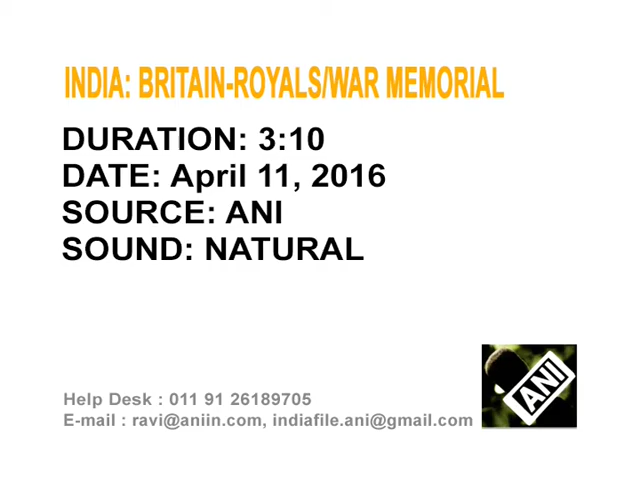 INDIA: BRITAIN-ROYALS/WAR MEMORIAL
DURATION: 3:10
DATE: April 11, 2016
SOURCE: ANI
SOUND: NATURAL
Help Desk : 011 91 26189705
E-mail : ravi@aniin.com, indiafile.ani@gmail.com
ANI